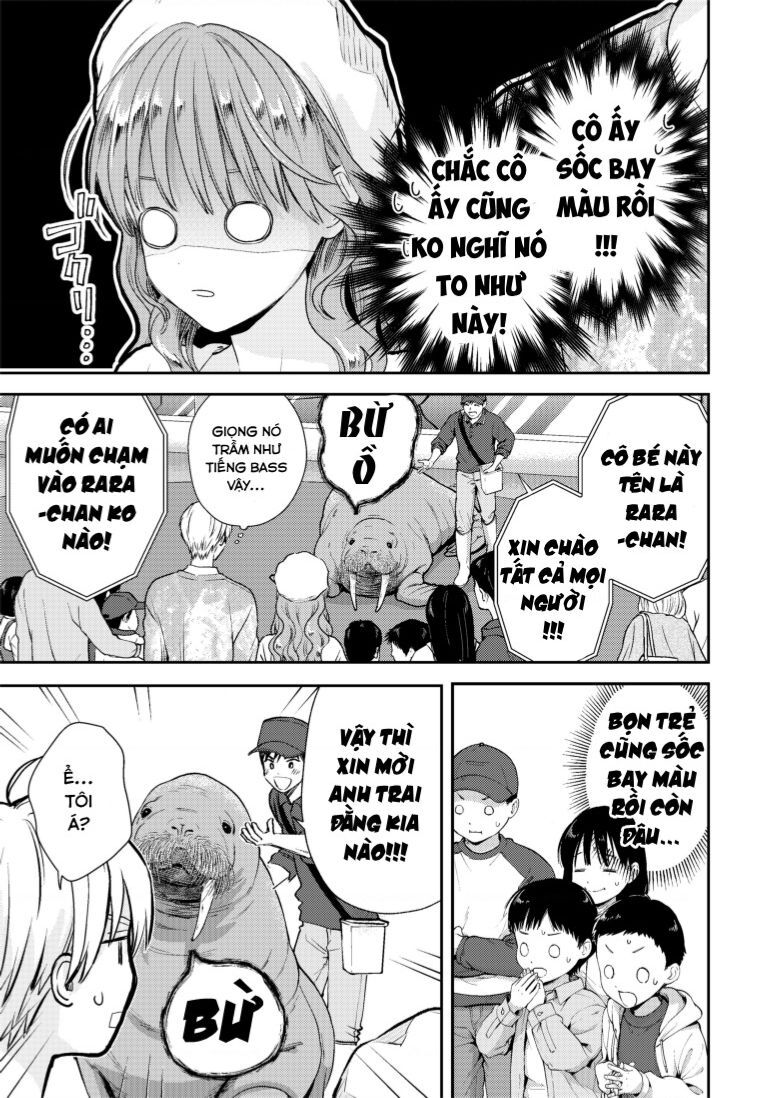 CÔ ẤY
SỐC BAY
MÀU RỒI
!!!
CHẮC CÔ
ẤY CŨNG
KO NGHĨ NÓ
TO NHƯ
NÀY!
ビクリ...
CÔ BÉ NÀY
TÊN LÀ
RARA
-CHAN!
XIN CHÀO
TẤT CẢ MỌI
NGƯỜI
!!!
BỪ
Ồ
GIỌNG NÓ
TRẦM NHƯ
TIẾNG BASS
VẬY...
CÓ AI
MUỐN CHẠM
VÀO RARA
-CHAN KO
NÀO!
BỌN TRẺ
CŨNG SỐC
BAY MÀU
RỒI CÒN
ĐÂU...
VẬY THÌ
XIN MỜI
ANH TRAI
ĐẰNG KIA
NÀO!!!
Ể...
TÔI
Á?
BỪ